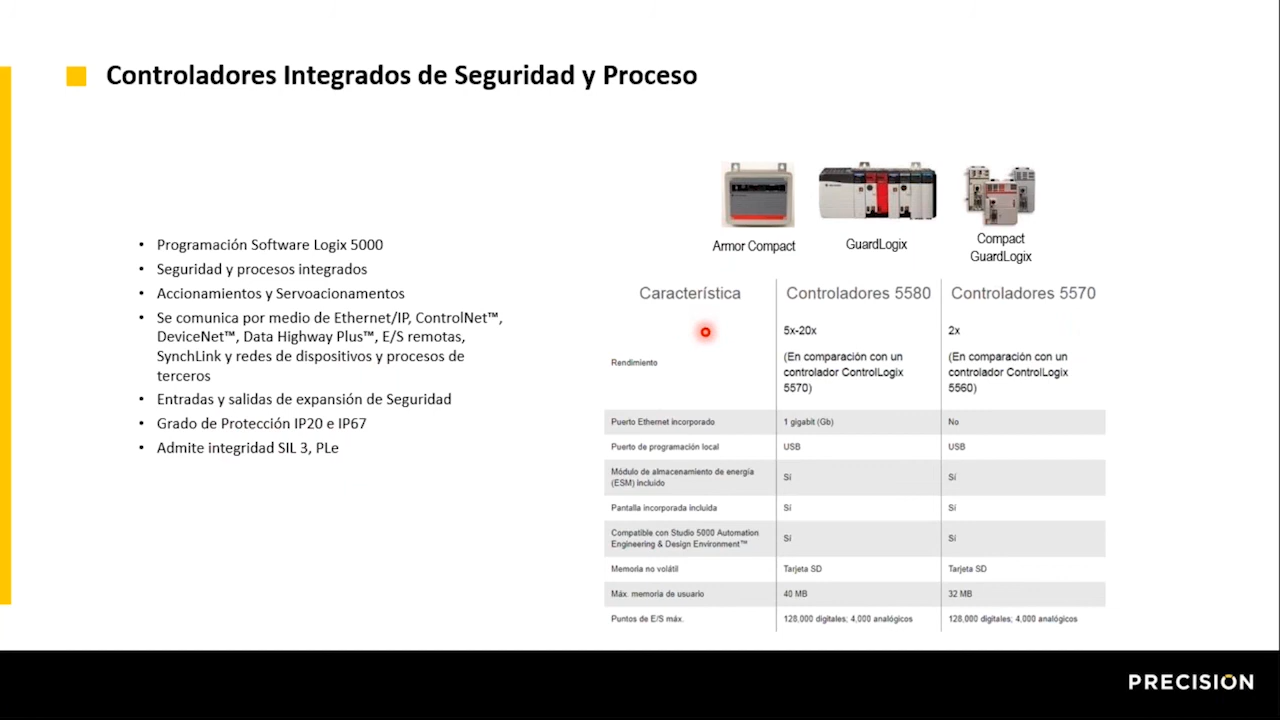 Controladores Integrados de Seguridad y Proceso
• Programación Software Logix 5000
• Seguridad y procesos integrados
• Accionamientos y Servoacionamentos
• Se comunica por medio de Ethernet/IP, ControlNet™,
DeviceNet™, Data Highway Plus™, E/S remotas,
SynchLink y redes de dispositivos y procesos de
terceros
• Entradas y salidas de expansión de Seguridad
• Grado de Protección IP20 e IP67
• Admite integridad SIL 3, PLe
Armor Compact
GuardLogix
Compact
GuardLogix
Característica Controladores 5580 Controladores 5570
5x-20x 2x
Rendimiento
(En comparación con un
controlador ControlLogix
5570)
(En comparación con un
controlador ControlLogix
5560)
Puerto Ethernet incorporado 1 gigabit (Gb) No
Puerto de programación local USB USB
Módulo de almacenamiento de energía
(ESM) incluido Sí Sí
Pantalla incorporada incluida Sí Sí
Compatible con Studio 5000 Automation
Engineering & Design Environment™ Sí Sí
Memoria no volátil Tarjeta SD Tarjeta SD
Máx. memoria de usuario 40 MB 32 MB
Puntos de E/S máx. 128,000 digitales; 4,000 analógicos 128,000 digitales; 4,000 analógicos
PRECISION